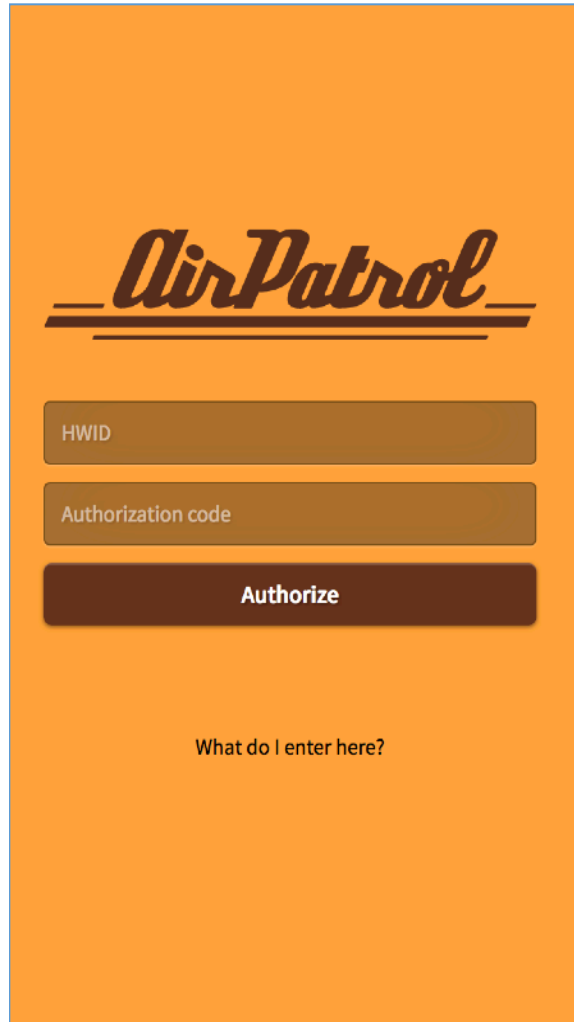 AirPatrol
HWID
Authorization code
Authorize
What do I enter here?